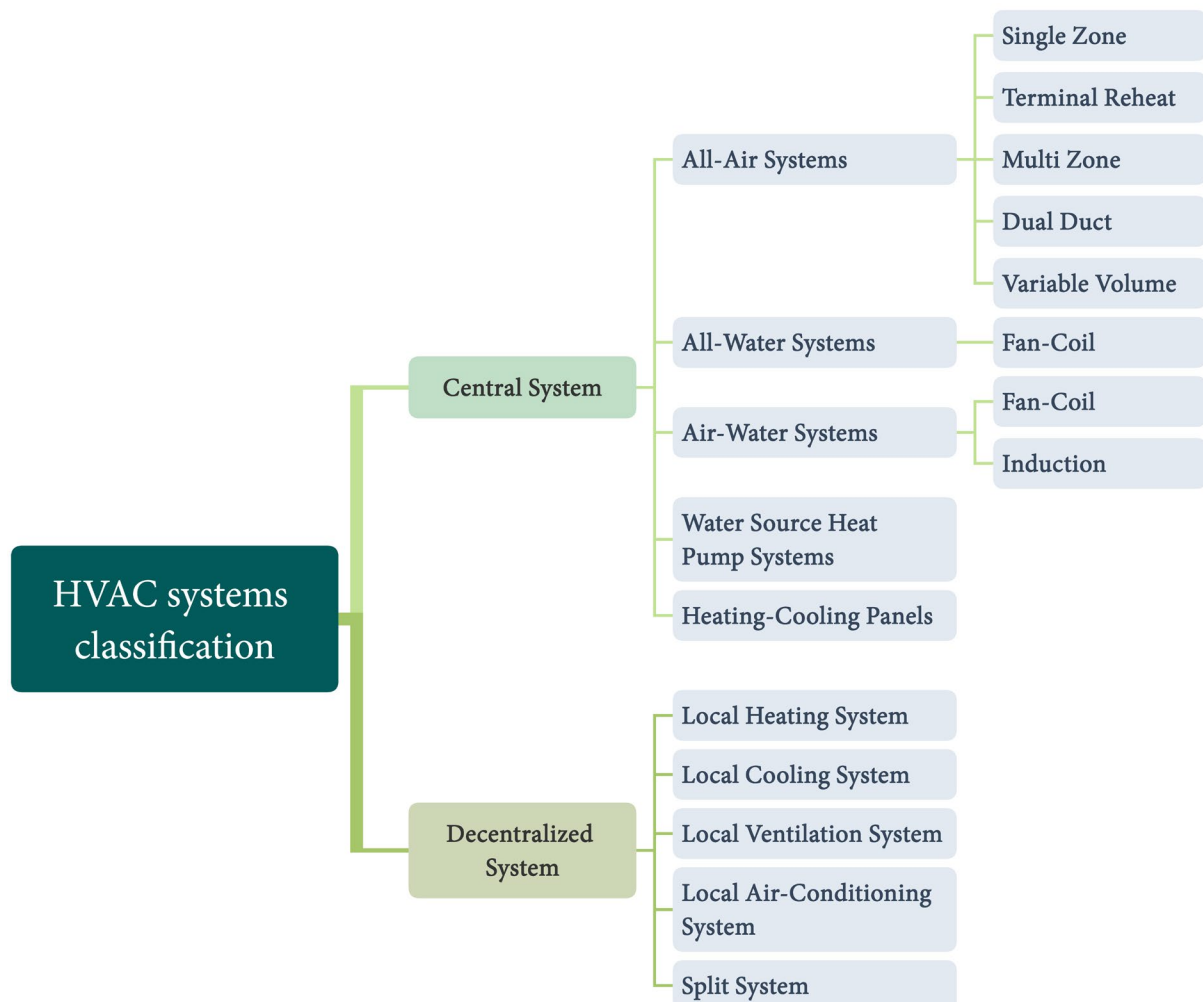 HVAC systems
classification
Central System
All-Air Systems
Single Zone
Terminal Reheat
Multi Zone
Dual Duct
Variable Volume
All-Water Systems
Fan-Coil
Air-Water Systems
Fan-Coil
Induction
Water Source Heat
Pump Systems
Heating-Cooling Panels
Decentralized
System
Local Heating System
Local Cooling System
Local Ventilation System
Local Air-Conditioning
System
Split System